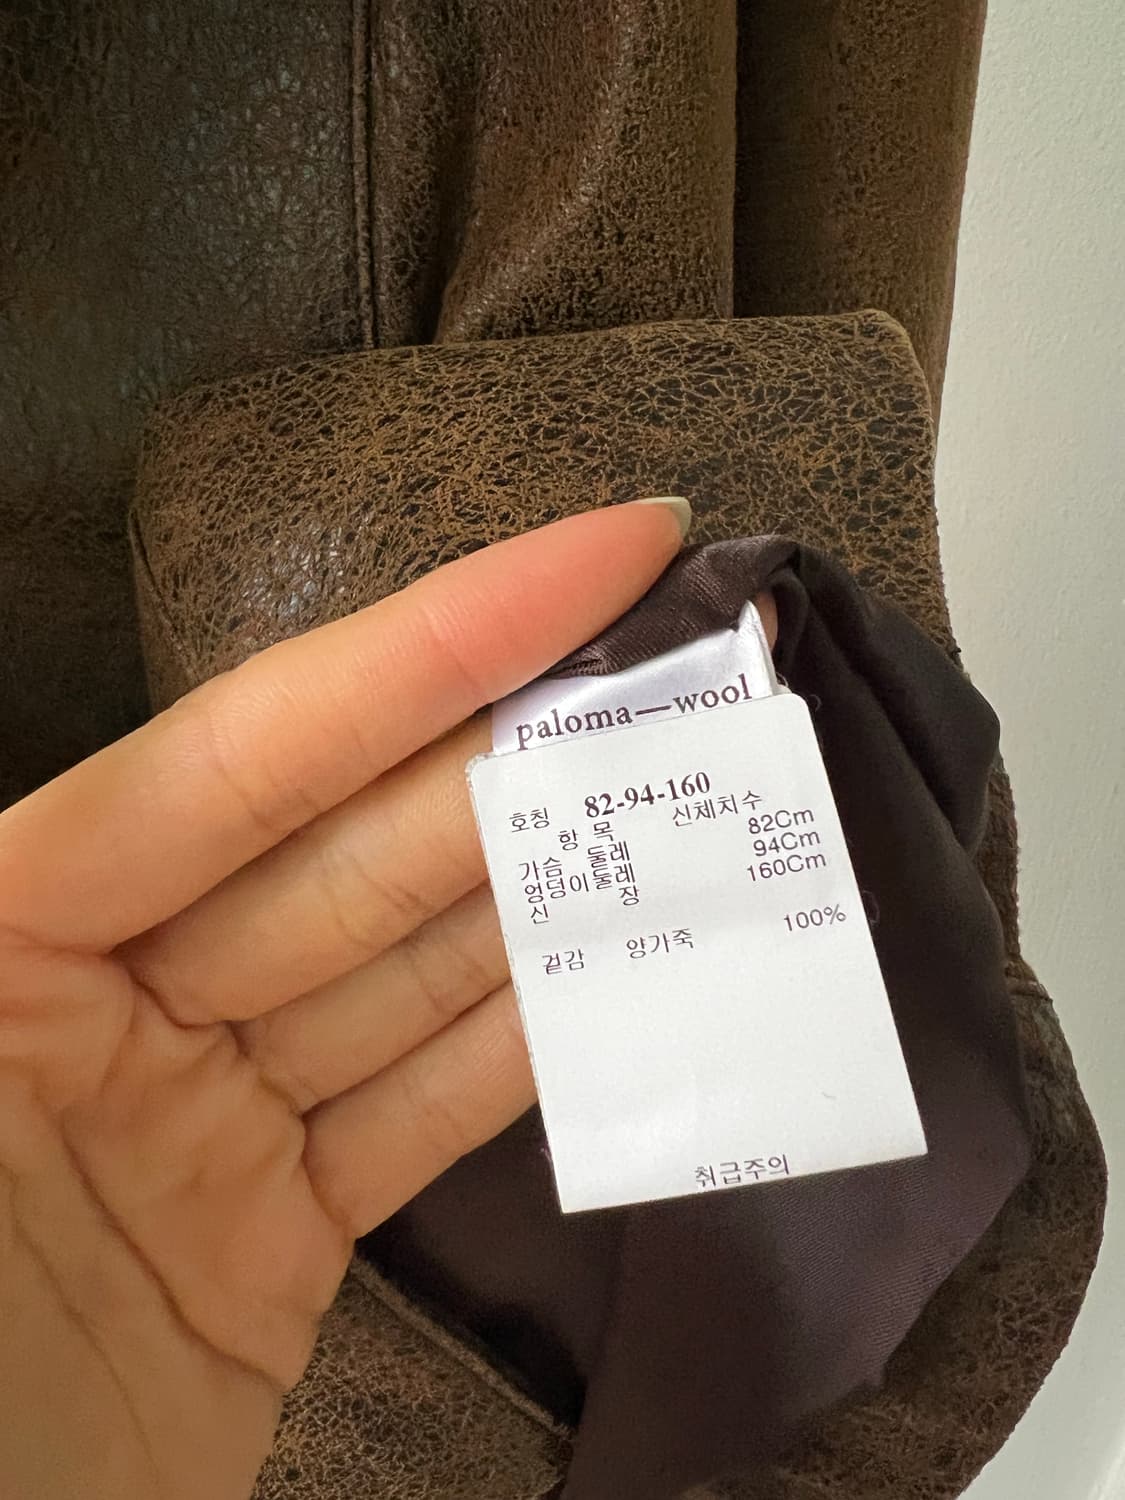 paloma—wool
호칭 82-94-160
항 목 신체치수
가슴 둘레 82Cm
엉덩이둘레 94Cm
신 장 160Cm
겉감 양가죽 100%
취급주의